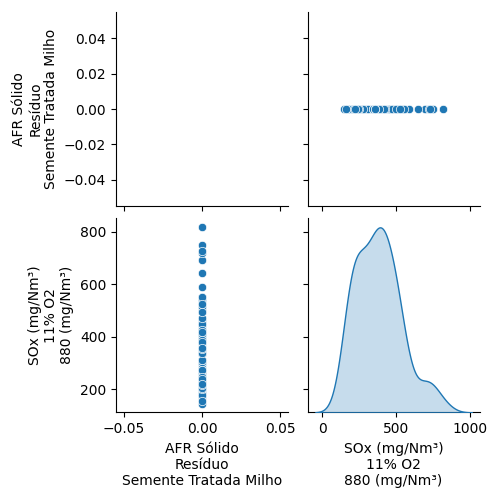 AFR Sólido
Resíduo
Semente Tratada Milho
0.04
0.02
0.00
−0.02
−0.04
SOx (mg/Nm³)
11% O2
880 (mg/Nm³)
800
600
400
200
−0.05
0.00
0.05
AFR Sólido
Resíduo
Semente Tratada Milho
0
500
1000
SOx (mg/Nm³)
11% O2
880 (mg/Nm³)